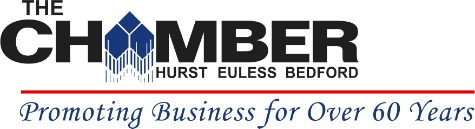 THE
CHAMBER
HURST EULESS BEDFORD
Promoting Business for Over 60 Years